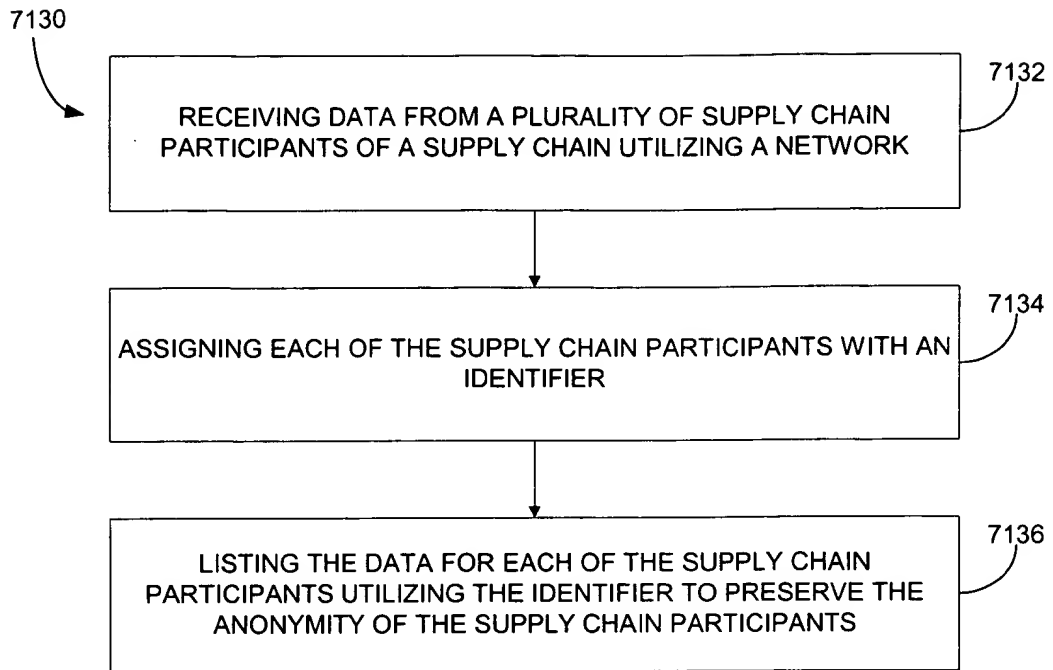 7130
7132
RECEIVING DATA FROM A PLURALITY OF SUPPLY CHAIN
PARTICIPANTS OF A SUPPLY CHAIN UTILIZING A NETWORK
7134
ASSIGNING EACH OF THE SUPPLY CHAIN PARTICIPANTS WITH AN
IDENTIFIER
7136
LISTING THE DATA FOR EACH OF THE SUPPLY CHAIN
PARTICIPANTS UTILIZING THE IDENTIFIER TO PRESERVE THE
ANONYMITY OF THE SUPPLY CHAIN PARTICIPANTS